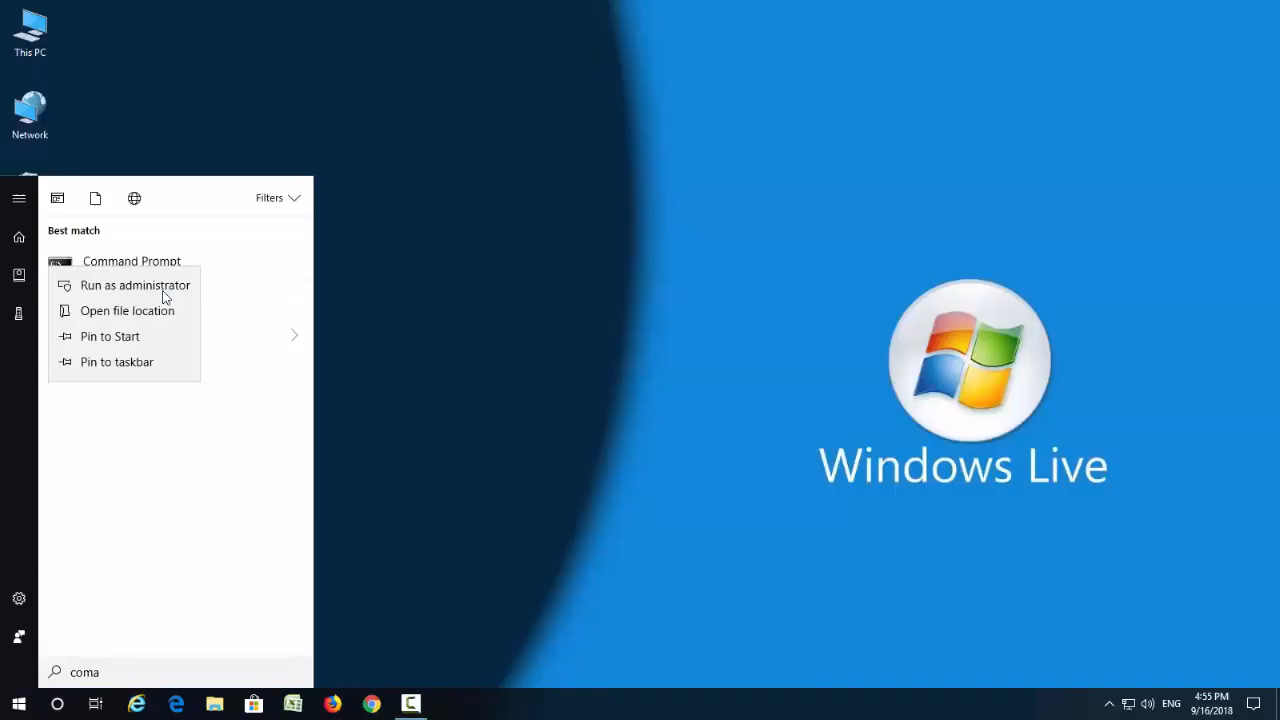 This PC
Network
Filters
Best match
Command Prompt
Run as administrator
Open file location
Pin to Start
Pin to taskbar
coma
Windows Live
ENG
4:55 PM
9/16/2018